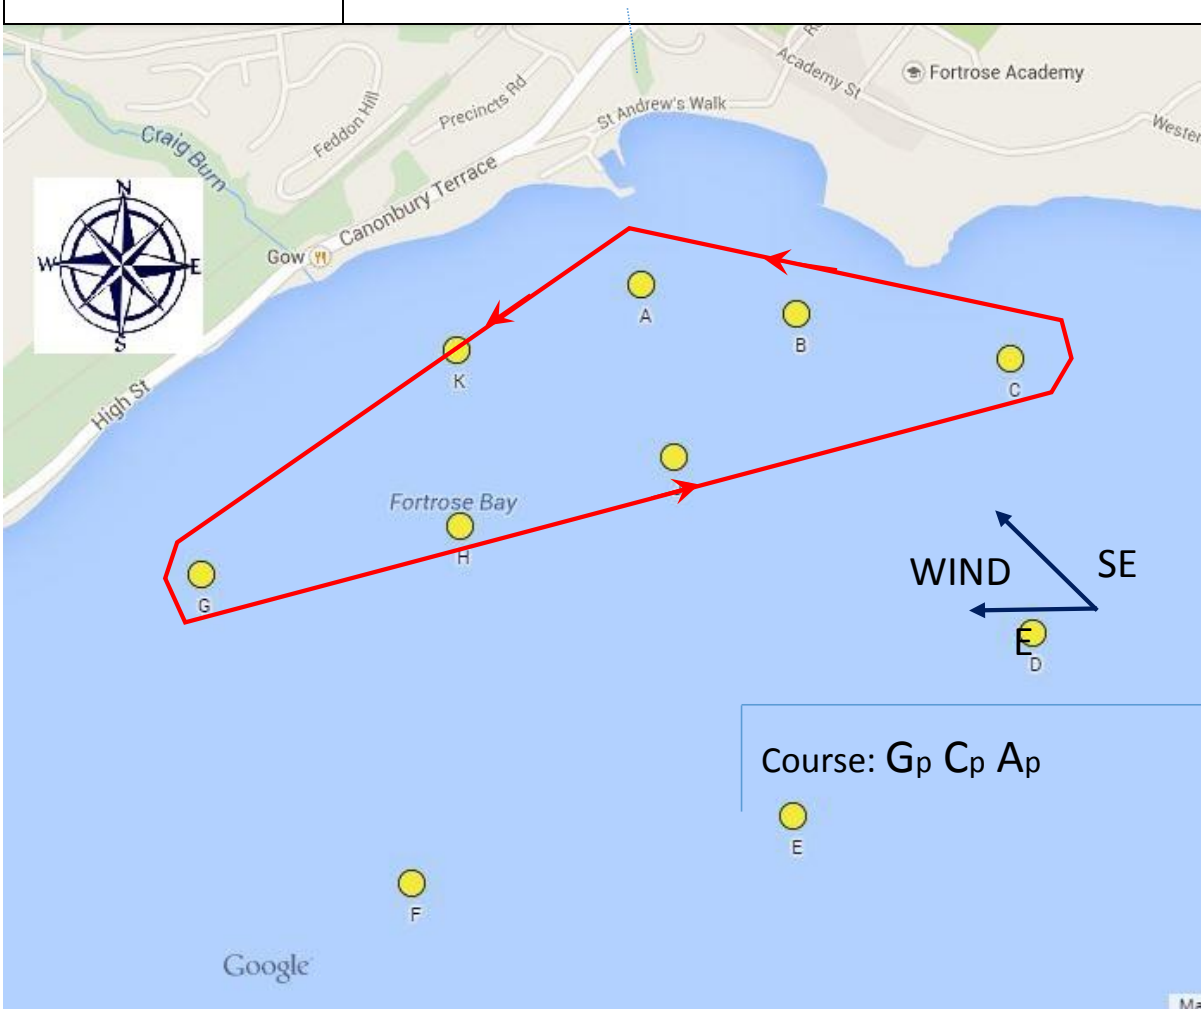 Fortrose Academy
Academy St
St Andrew's Walk
Precincts Rd
Feddon Hill
Craig Burn
Canonbury Terrace
Gow
High St
N
W
E
S
A
B
K
C
Fortrose Bay
H
G
WIND
SE
E
D
Course: Gp Cp Ap
E
F
Google